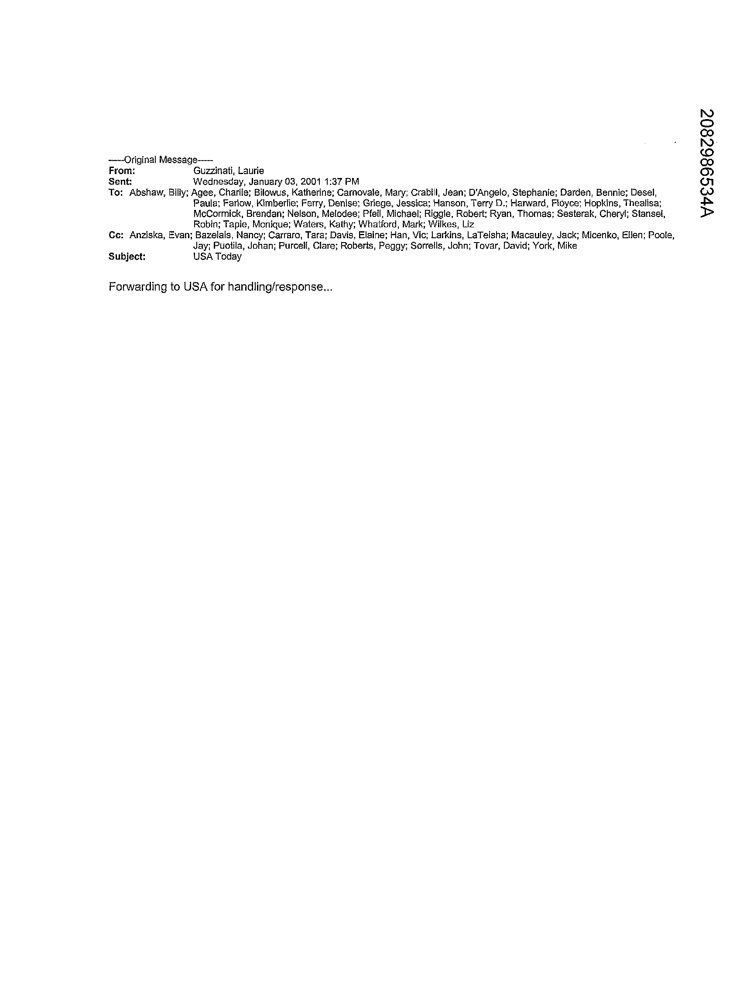 -----Original Message-----
From: Guzzinati, Laurie
Sent: Wednesday, January 03, 2001 1:37 PM
To: Abshaw, Billy; Agee, Charlie; Bilowus, Katherine; Carnovale, Mary; Crabill, Jean; D'Angelo, Stephanie; Darden, Bennie; Desel,
Paula; Farlow, Kimberlie; Ferry, Denise; Griege, Jessica; Hanson, Terry D.; Harward, Floyce; Hopkins, Theallsa;
McCormick, Brendan; Nelson, Melodee; Pfeil, Michael; Riggle, Robert; Ryan, Thomas; Sesterak, Cheryl; Stansel,
Robin; Tapie, Monique; Waters, Kathy; Whatford, Mark; Wilkes, Liz
Cc: Anziska, Evan; Bazelais, Nancy; Carraro, Tara; Davis, Elaine; Han, Vic; Larkins, LaTeisha; Macauley, Jack; Micenko, Ellen; Poole,
Jay; Puotila, Johan; Purcell, Clare; Roberts, Peggy; Sorrells, John; Tovar, David; York, Mike
Subject: USA Today
Forwarding to USA for handling/response...
2082986534A